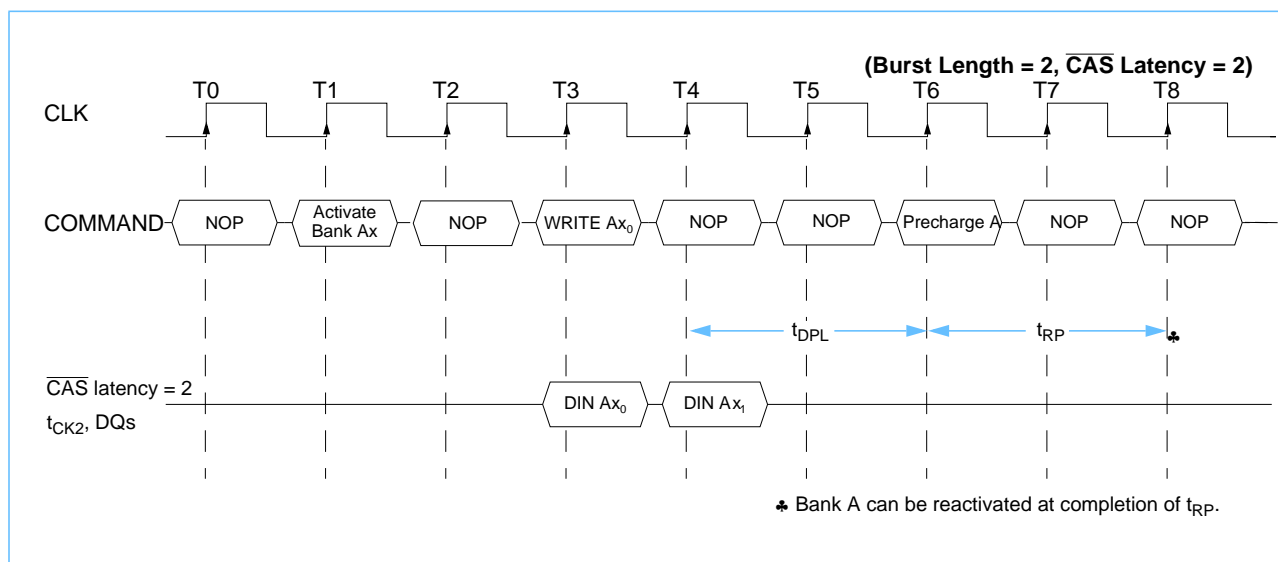 (Burst Length = 2, CAS Latency = 2)
T0 T1 T2 T3 T4 T5 T6 T7 T8
CLK
COMMAND NOP Activate Bank Ax NOP WRITE Ax0 NOP NOP Precharge A NOP NOP
tDPL tRP ♣
CAS latency = 2
tCK2, DQs
DIN Ax0 DIN Ax1
♣ Bank A can be reactivated at completion of tRP.